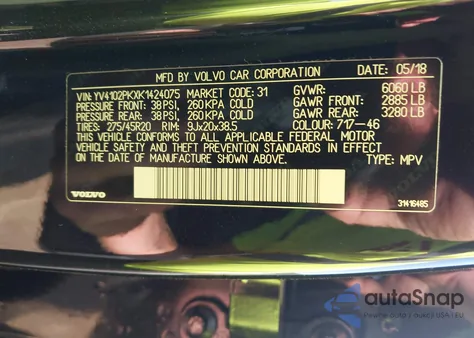 MFD BY VOLVO CAR CORPORATION DATE: 05/18
VIN: YV4102PKXK1424075 MARKET CODE: 31 GVWR: 6060 LB
PRESSURE FRONT: 38 PSI, 260 KPA COLD GAWR FRONT: 2885 LB
PRESSURE REAR: 38 PSI, 260 KPA COLD GAWR REAR: 3280 LB
TIRES: 275/45R20 RIM: 9Jx20x38.5 COLOUR: 717-46
THIS VEHICLE CONFORMS TO ALL APPLICABLE FEDERAL MOTOR
VEHICLE SAFETY AND THEFT PREVENTION STANDARDS IN EFFECT
ON THE DATE OF MANUFACTURE SHOWN ABOVE. TYPE: MPV
VOLVO 31416485
autoSnap